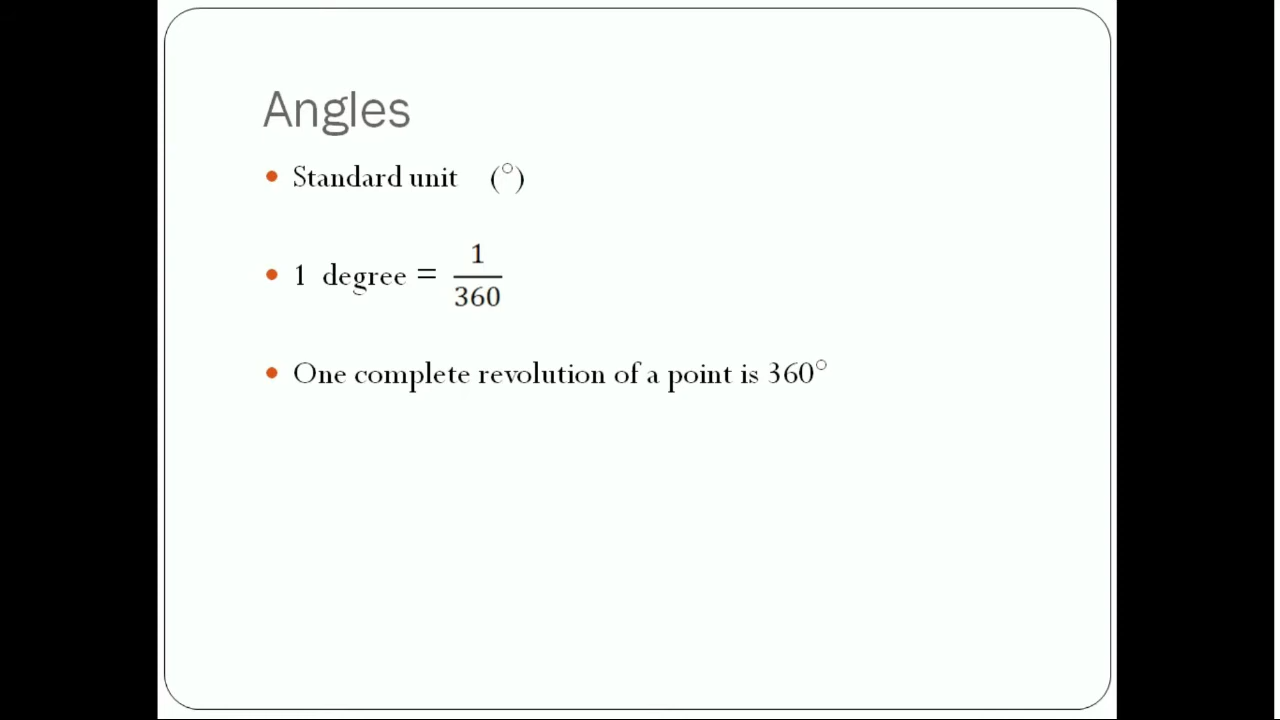 Angles
• Standard unit (°)
• 1 degree = 1/360
• One complete revolution of a point is 360°